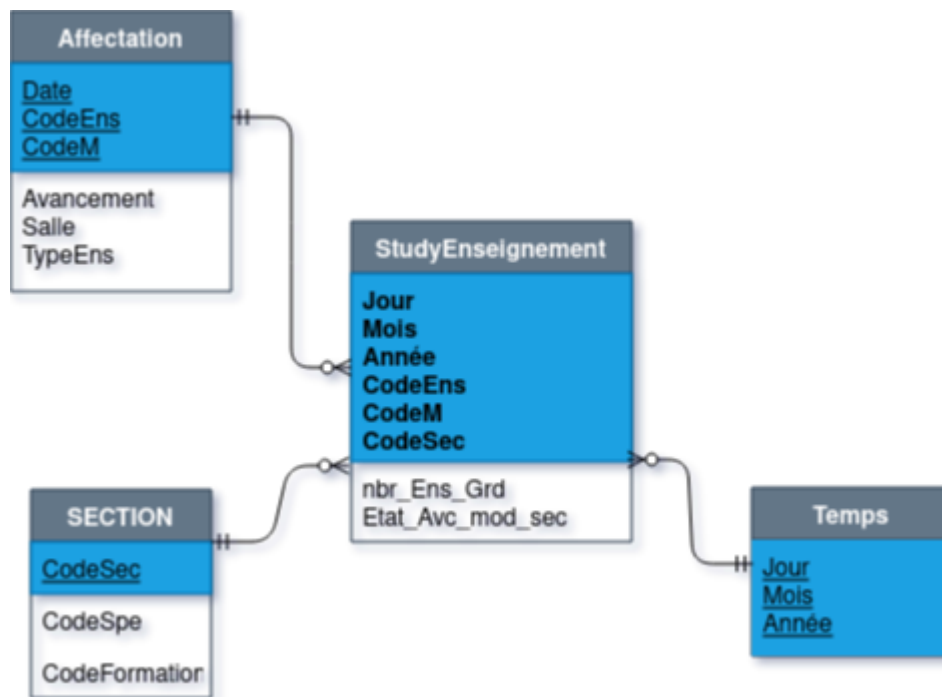 Affectation
Date
CodeEns
CodeM
Avancement
Salle
TypeEns
StudyEnseignement
Jour
Mois
Année
CodeEns
CodeM
CodeSec
nbr_Ens_Grd
Etat_Avc_mod_sec
SECTION
CodeSec
CodeSpe
CodeFormation
Temps
Jour
Mois
Année